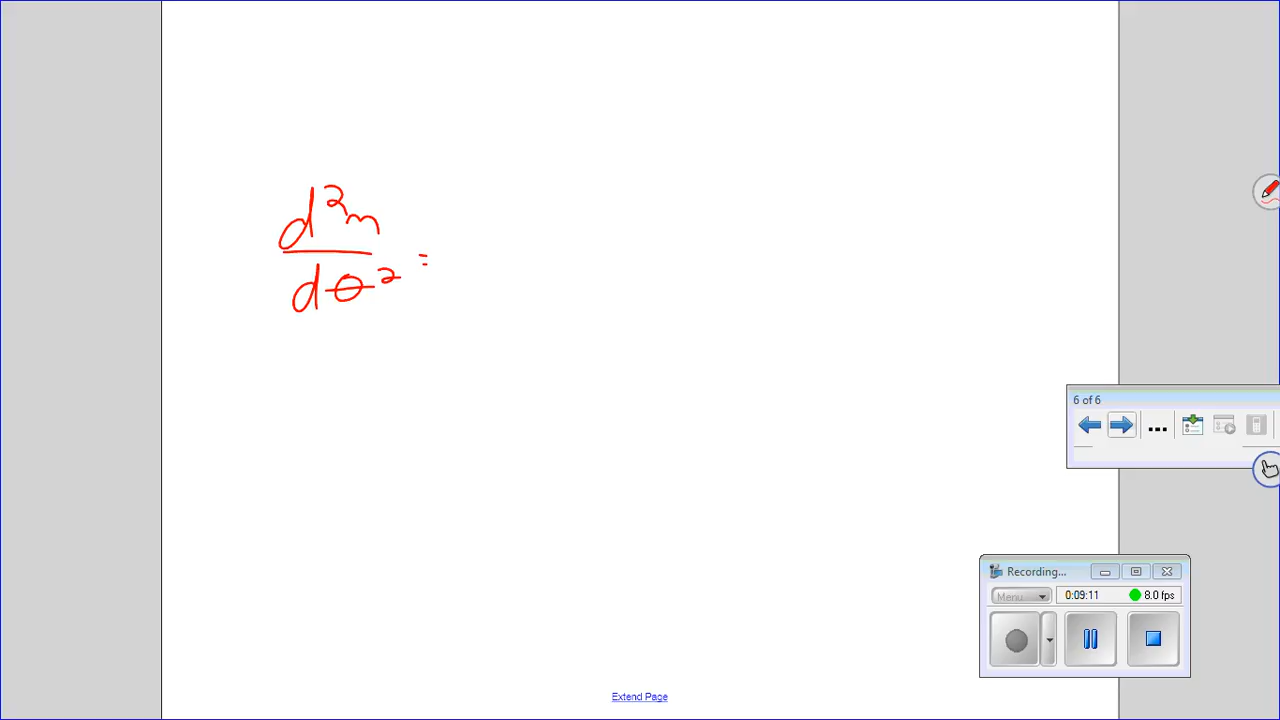 d²m
dθ² =
6 of 6
...
Recording...
Menu
0:09:11
8.0 fps
Extend Page